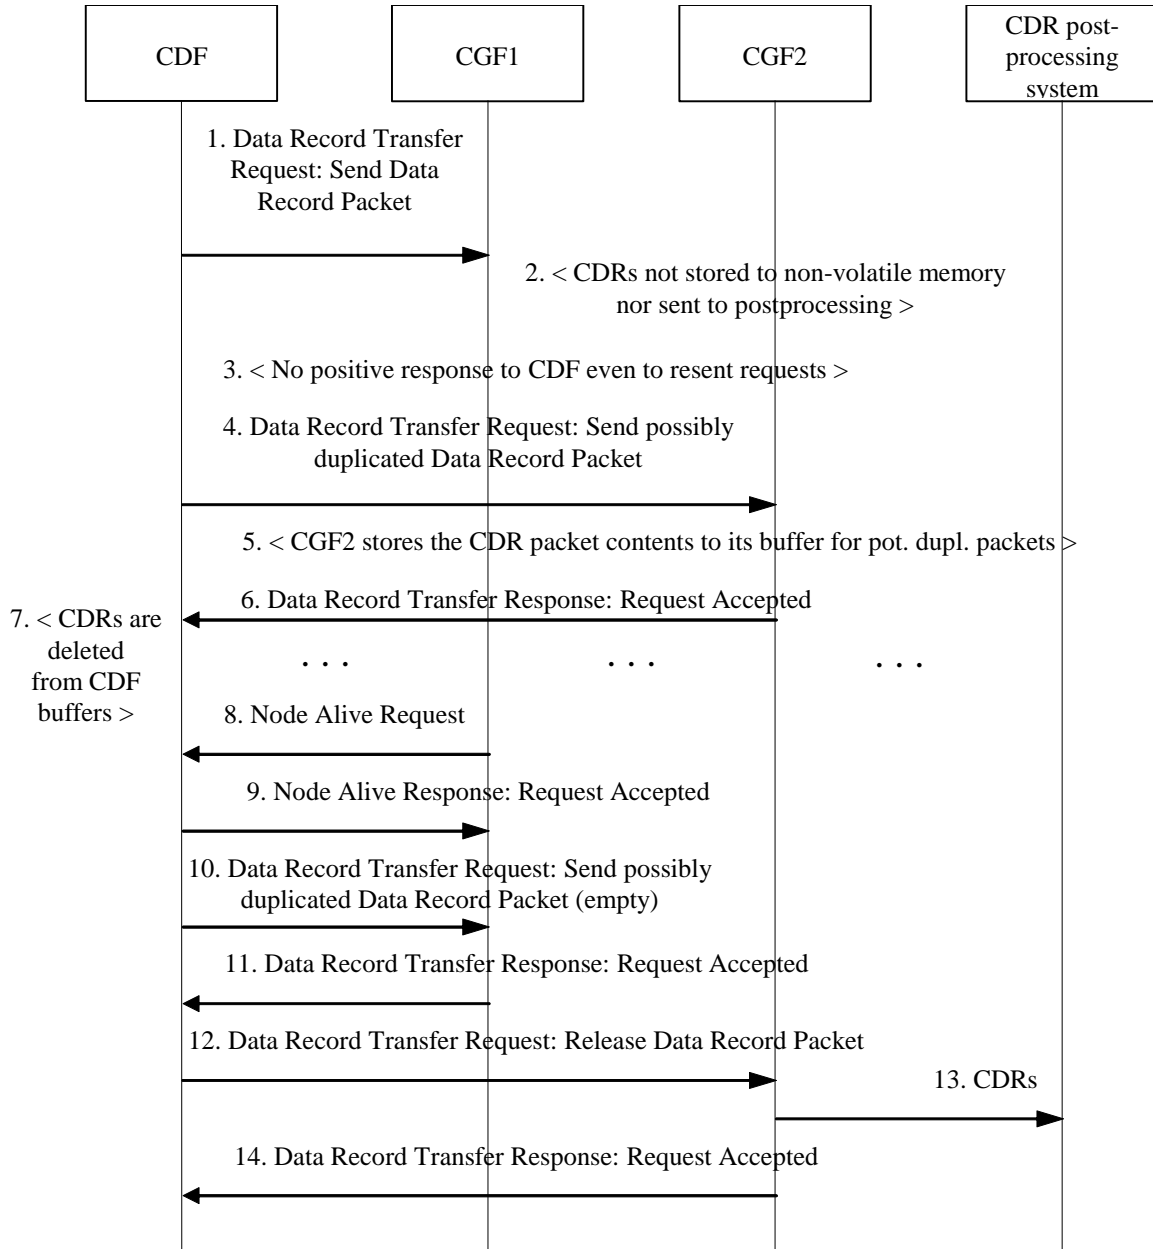 CDF
CGF1
CGF2
CDR post-
processing
system
1. Data Record Transfer
Request: Send Data
Record Packet
2. < CDRs not stored to non-volatile memory
nor sent to postprocessing >
3. < No positive response to CDF even to resent requests >
4. Data Record Transfer Request: Send possibly
duplicated Data Record Packet
5. < CGF2 stores the CDR packet contents to its buffer for pot. dupl. packets >
6. Data Record Transfer Response: Request Accepted
7. < CDRs are
deleted
from CDF
buffers >
. . .
. . .
. . .
8. Node Alive Request
9. Node Alive Response: Request Accepted
10. Data Record Transfer Request: Send possibly
duplicated Data Record Packet (empty)
11. Data Record Transfer Response: Request Accepted
12. Data Record Transfer Request: Release Data Record Packet
13. CDRs
14. Data Record Transfer Response: Request Accepted